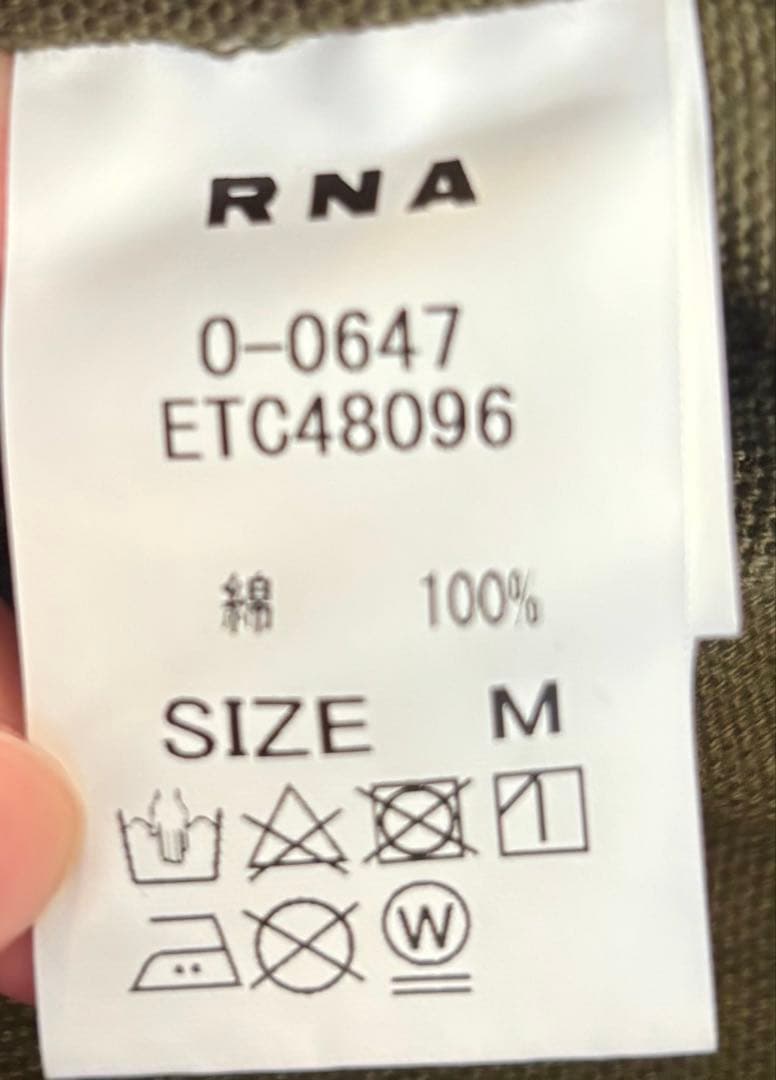 RNA
0-0647
ETC48096
綿 100%
SIZE M
W